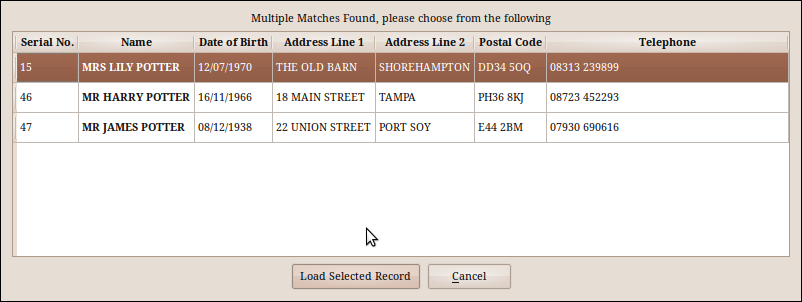 Multiple Matches Found, please choose from the following
Serial No. Name Date of Birth Address Line 1 Address Line 2 Postal Code Telephone
15 MRS LILY POTTER 12/07/1970 THE OLD BARN SHOREHAMPTON DD34 5OQ 08313 239899
46 MR HARRY POTTER 16/11/1966 18 MAIN STREET TAMPA PH36 8KJ 08723 452293
47 MR JAMES POTTER 08/12/1938 22 UNION STREET PORT SOY E44 2BM 07930 690616
Load Selected Record Cancel